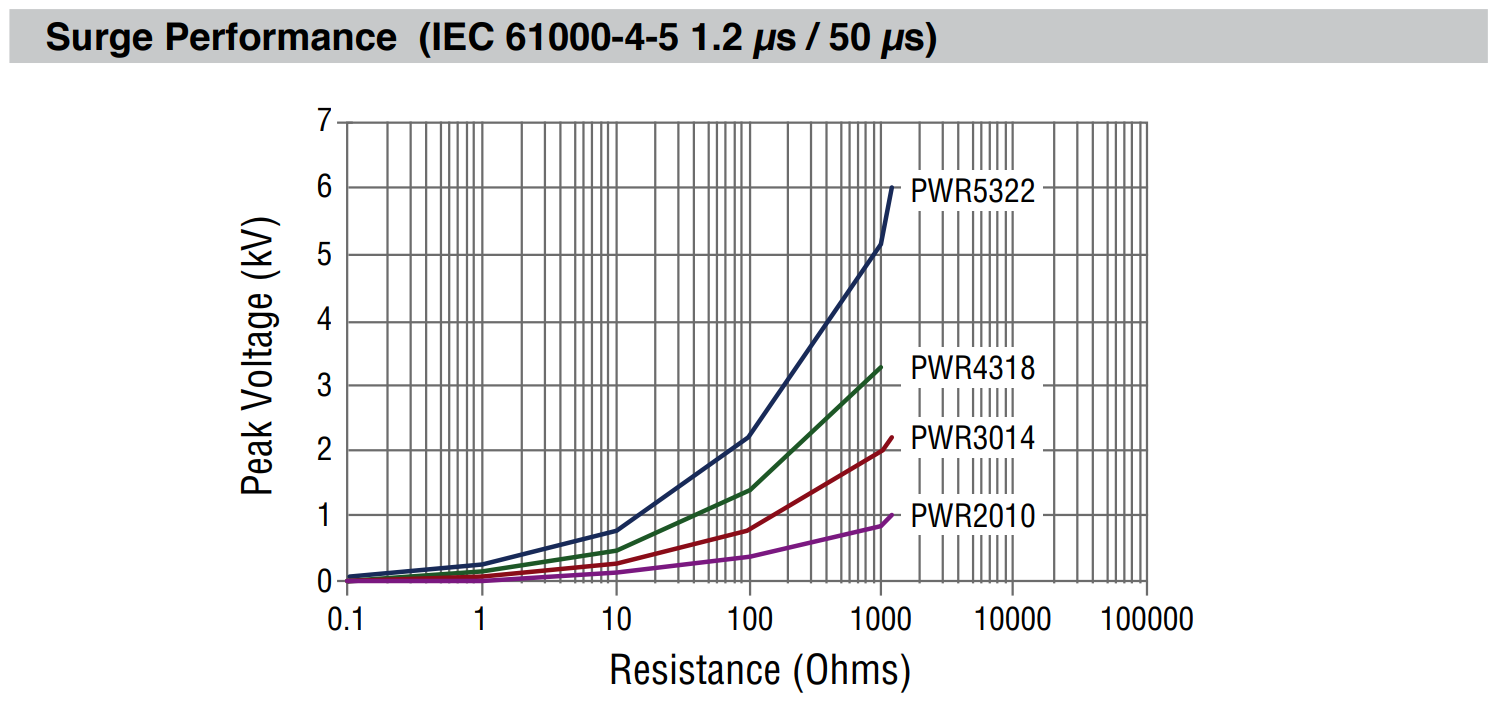 Surge Performance (IEC 61000-4-5 1.2 µs / 50 µs)
7
6
5
4
3
2
1
0
Peak Voltage (kV)
PWR5322
PWR4318
PWR3014
PWR2010
0.1 1 10 100 1000 10000 100000
Resistance (Ohms)